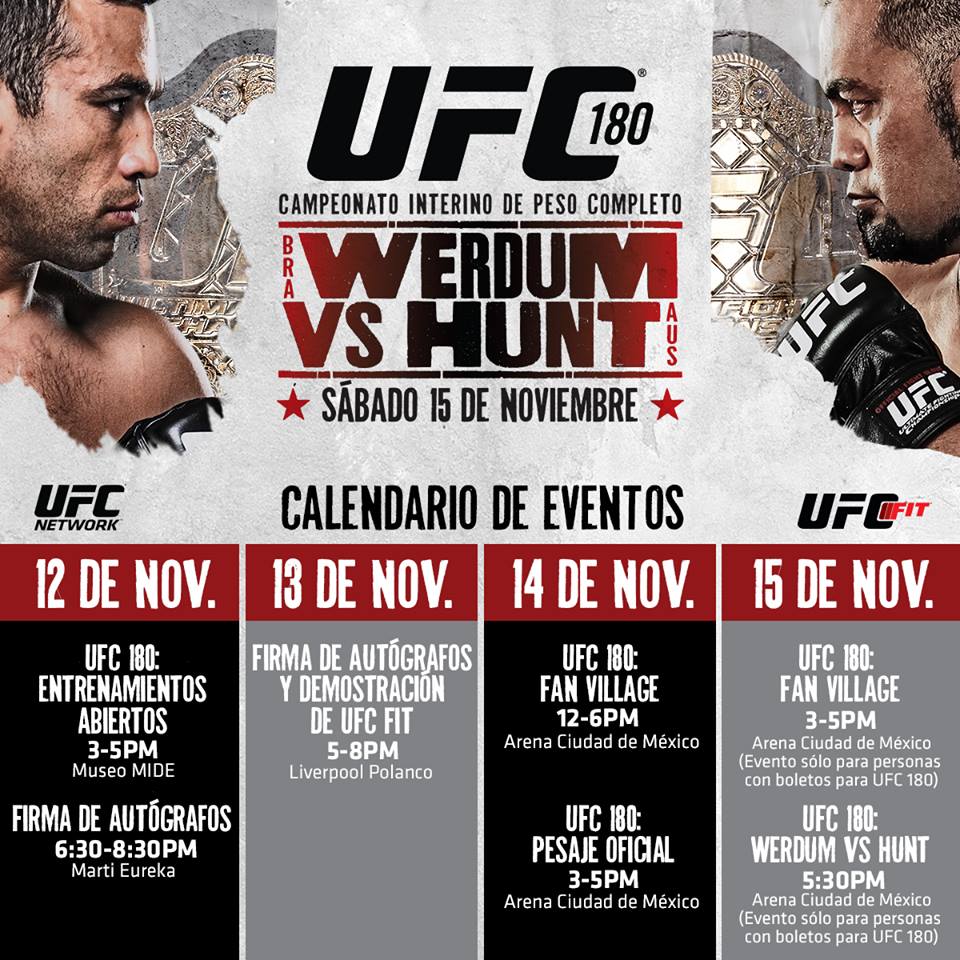 UFC® 180
CAMPEONATO INTERINO DE PESO COMPLETO
BRA WERDUM
VS HUNT AUS
SÁBADO 15 DE NOVIEMBRE
UFC
UFC
ULTIMATE FIGHTING
CHAMPIONSHIP
UFC NETWORK
CALENDARIO DE EVENTOS
UFC FIT
12 DE NOV.
UFC 180:
ENTRENAMIENTOS
ABIERTOS
3-5PM
Museo MIDE
FIRMA DE AUTÓGRAFOS
6:30-8:30PM
Marti Eureka
13 DE NOV.
FIRMA DE AUTÓGRAFOS
Y DEMOSTRACIÓN
DE UFC FIT
5-8PM
Liverpool Polanco
14 DE NOV.
UFC 180:
FAN VILLAGE
12-6PM
Arena Ciudad de México
UFC 180:
PESAJE OFICIAL
3-5PM
Arena Ciudad de México
15 DE NOV.
UFC 180:
FAN VILLAGE
3-5PM
Arena Ciudad de México
(Evento sólo para personas
con boletos para UFC 180)
UFC 180:
WERDUM VS HUNT
5:30PM
Arena Ciudad de México
(Evento sólo para personas
con boletos para UFC 180)